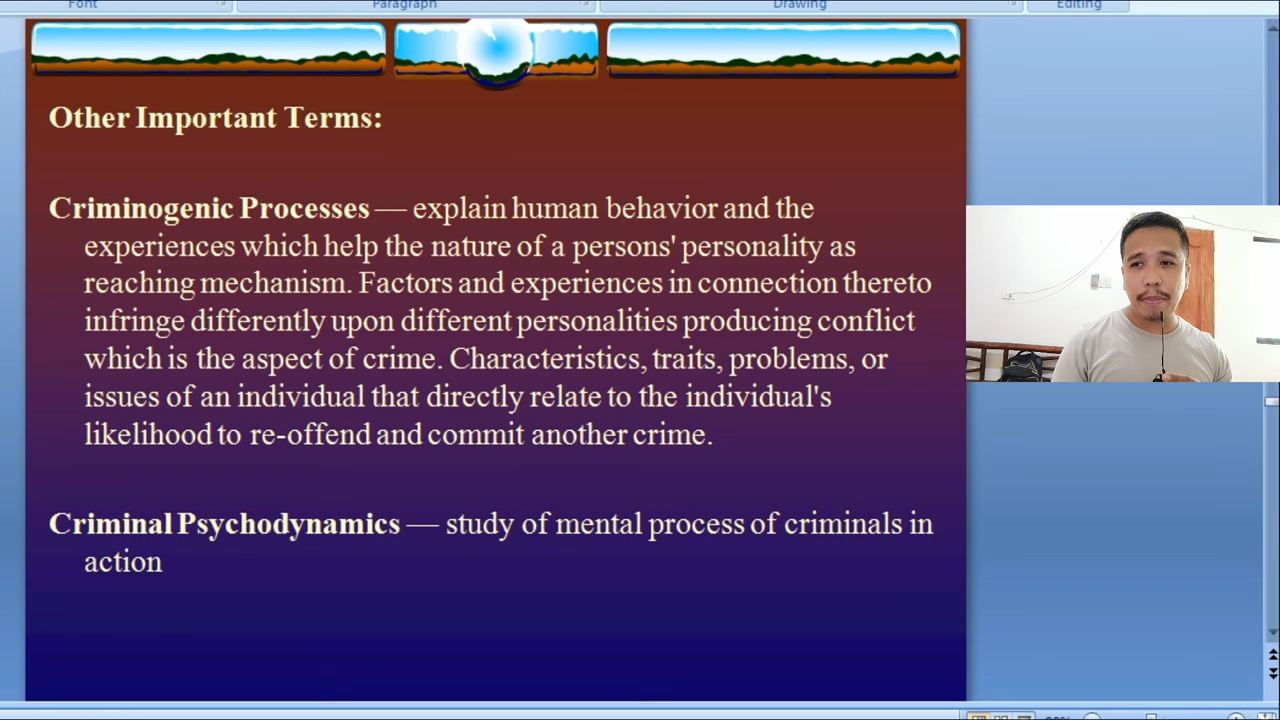 Font Paragraph Drawing Editing
Other Important Terms:
Criminogenic Processes — explain human behavior and the
experiences which help the nature of a persons' personality as
reaching mechanism. Factors and experiences in connection thereto
infringe differently upon different personalities producing conflict
which is the aspect of crime. Characteristics, traits, problems, or
issues of an individual that directly relate to the individual's
likelihood to re-offend and commit another crime.
Criminal Psychodynamics — study of mental process of criminals in
action